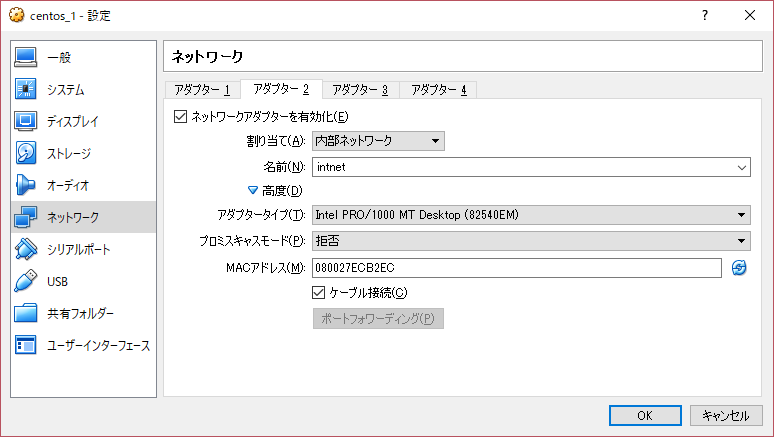 centos_1 - 設定
一般
システム
ディスプレイ
ストレージ
オーディオ
ネットワーク
シリアルポート
USB
共有フォルダー
ユーザーインターフェース
ネットワーク
アダプター 1 アダプター 2 アダプター 3 アダプター 4
ネットワークアダプターを有効化(E)
割り当て(A): 内部ネットワーク
名前(N): intnet
高度(D)
アダプタータイプ(T): Intel PRO/1000 MT Desktop (82540EM)
プロミスキャスモード(P): 拒否
MACアドレス(M): 080027ECB2EC
ケーブル接続(C)
ポートフォワーディング(P)
OK キャンセル